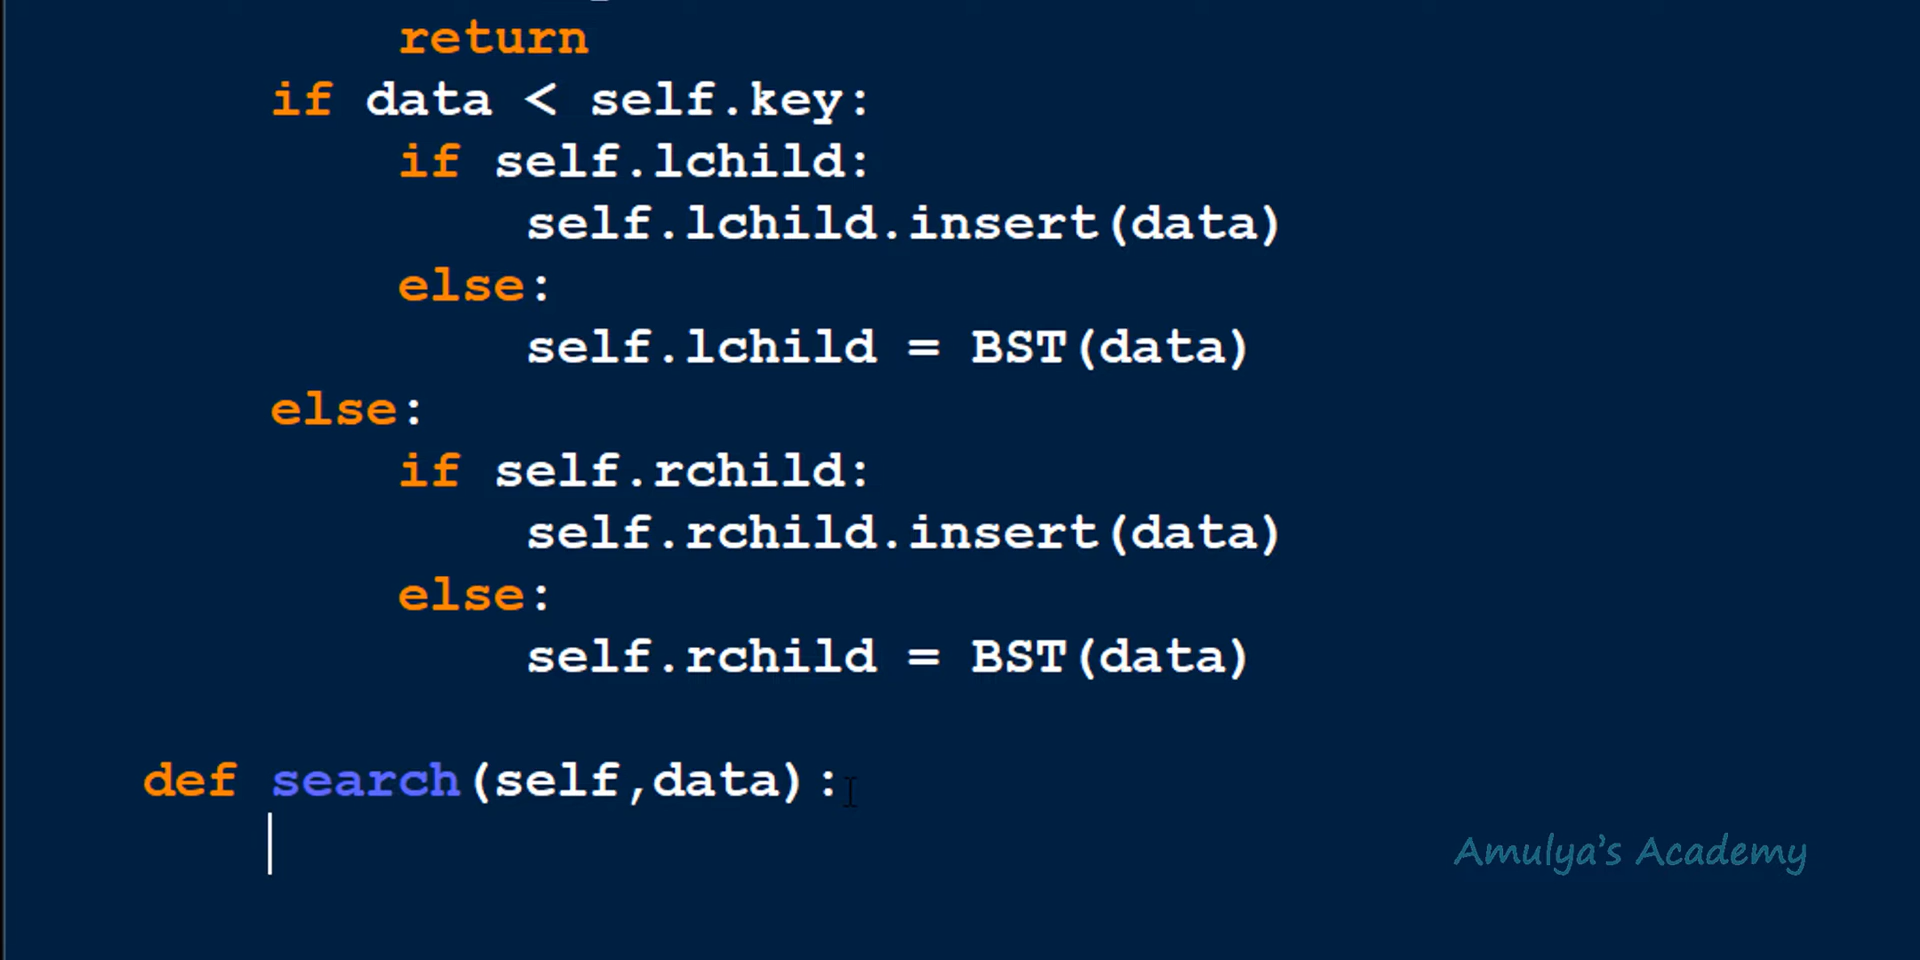 return
        if data < self.key:
            if self.lchild:
                self.lchild.insert(data)
            else:
                self.lchild = BST(data)
        else:
            if self.rchild:
                self.rchild.insert(data)
            else:
                self.rchild = BST(data)

    def search(self,data):
Amulya's Academy